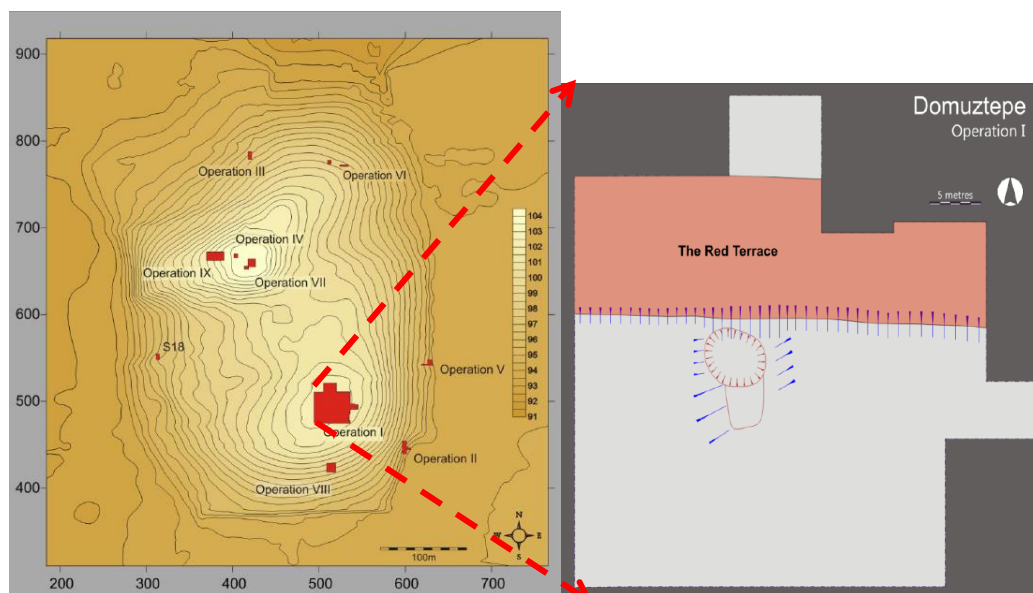 900
800
700
600
500
400
200
300
400
500
600
700
Operation III
Operation VI
Operation IV
Operation IX
Operation VII
S18
Operation V
Operation I
Operation II
Operation VIII
104
103
102
101
100
99
98
97
96
95
94
93
92
91
N
W
E
S
100m
Domuztepe
Operation I
5 metres
The Red Terrace